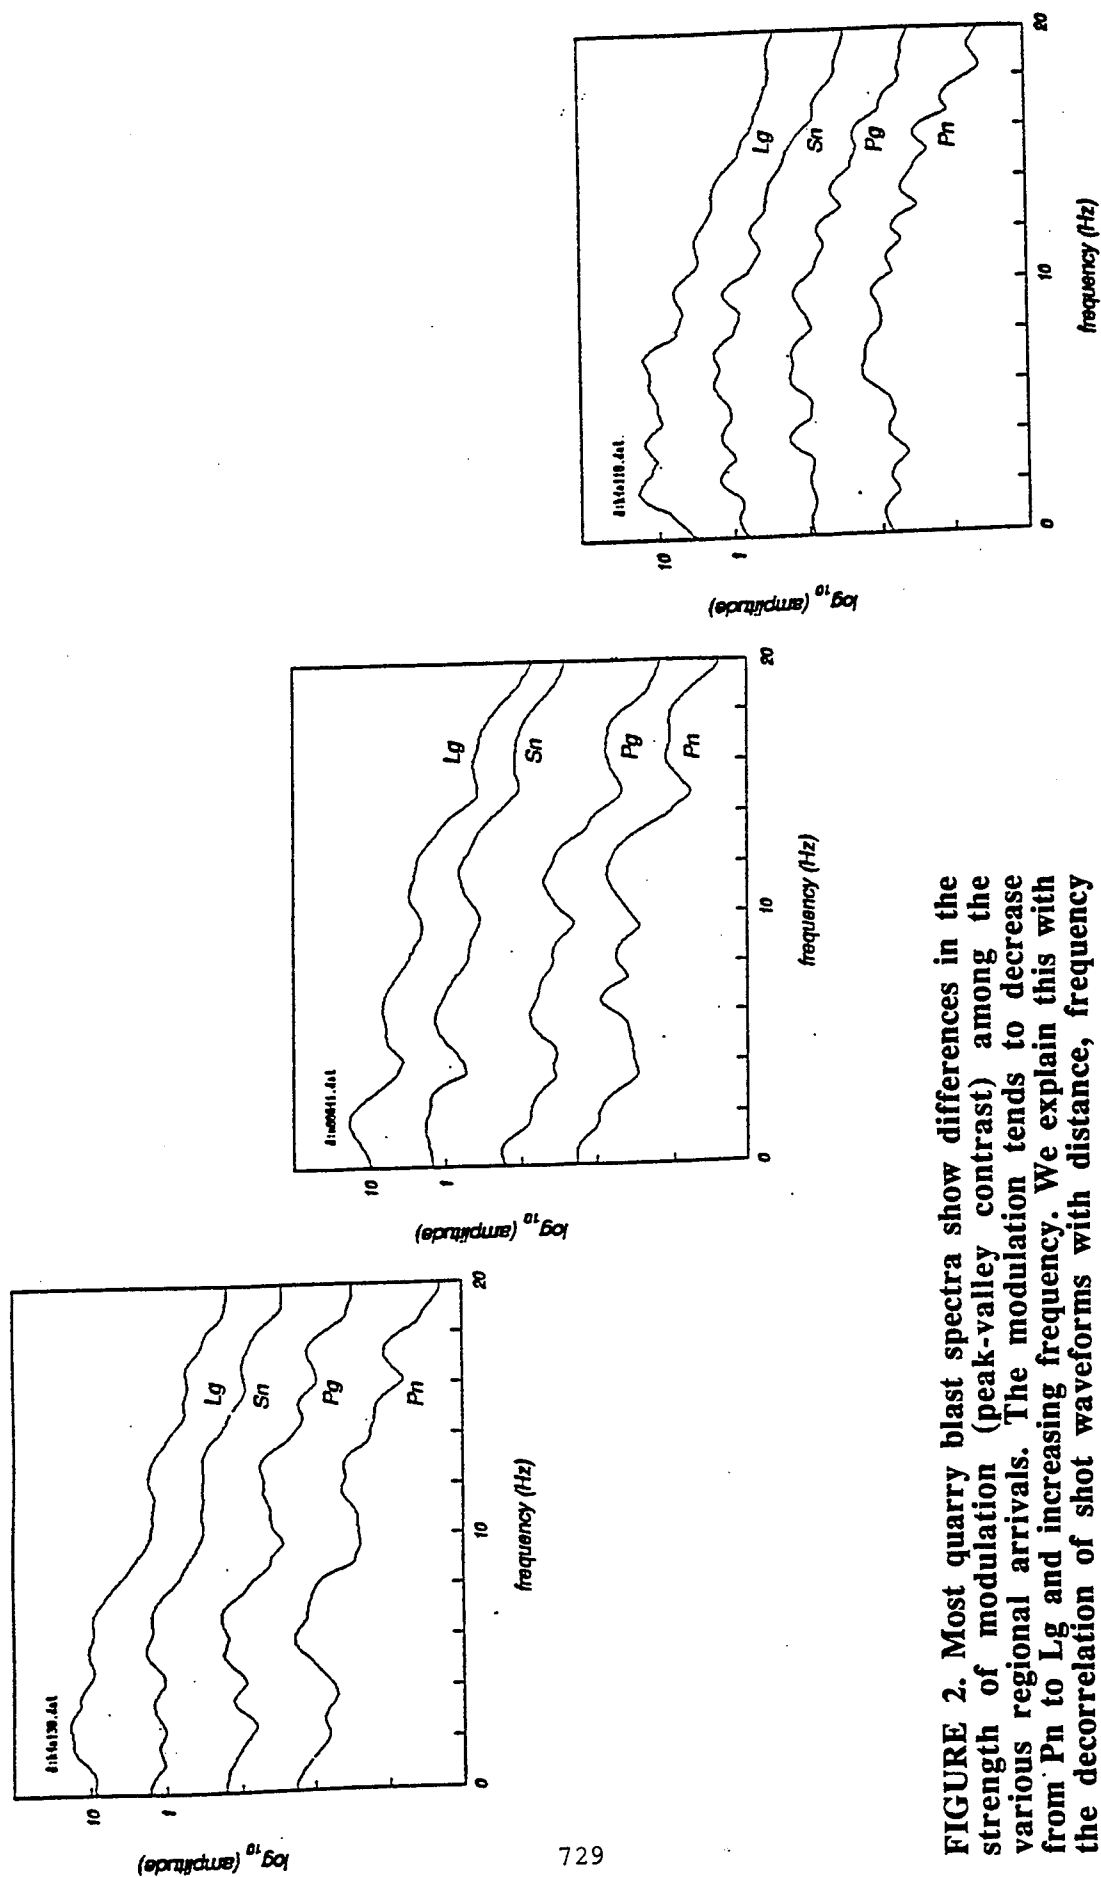 log10 (amplitude)
10
1
Lg
Sn
Pg
Pn
0
10
20
frequency (Hz)
log10 (amplitude)
10
1
Lg
Sn
Pg
Pn
0
10
20
frequency (Hz)
log10 (amplitude)
10
1
Lg
Sn
Pg
Pn
0
10
20
frequency (Hz)
FIGURE 2. Most quarry blast spectra show differences in the
strength of modulation (peak-valley contrast) among the
various regional arrivals. The modulation tends to decrease
from Pn to Lg and increasing frequency. We explain this with
the decorrelation of shot waveforms with distance, frequency
729